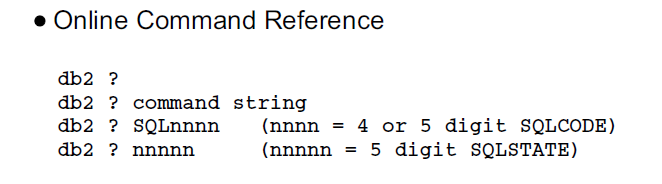 • Online Command Reference
db2 ?
db2 ? command string
db2 ? SQLnnnn (nnnn = 4 or 5 digit SQLCODE)
db2 ? nnnnn (nnnnn = 5 digit SQLSTATE)